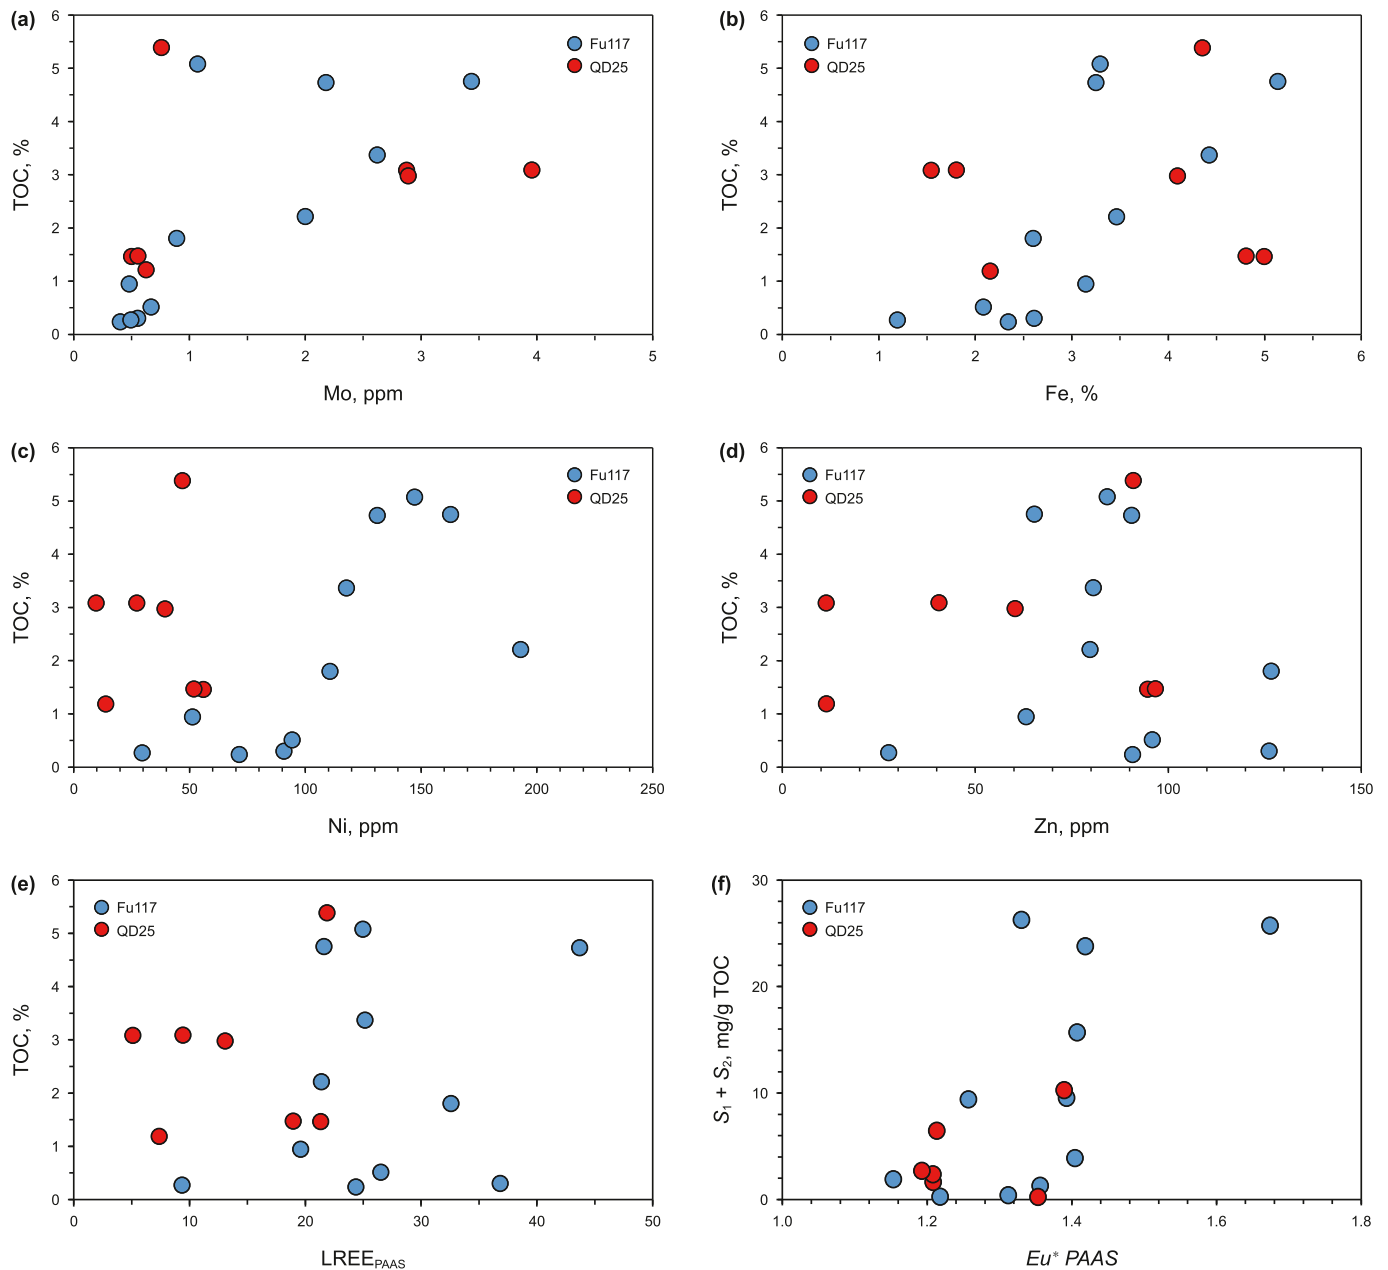 (a)
6
5
4
3
2
1
0
TOC, %
Fu117
QD25
0 1 2 3 4 5
Mo, ppm
(b)
6
5
4
3
2
1
0
TOC, %
Fu117
QD25
0 1 2 3 4 5 6
Fe, %
(c)
6
5
4
3
2
1
0
TOC, %
Fu117
QD25
0 50 100 150 200 250
Ni, ppm
(d)
6
5
4
3
2
1
0
TOC, %
Fu117
QD25
0 50 100 150
Zn, ppm
(e)
6
5
4
3
2
1
0
TOC, %
Fu117
QD25
0 10 20 30 40 50
LREE_PAAS
(f)
30
20
10
0
S₁ + S₂, mg/g TOC
Fu117
QD25
1.0 1.2 1.4 1.6 1.8
Eu* PAAS